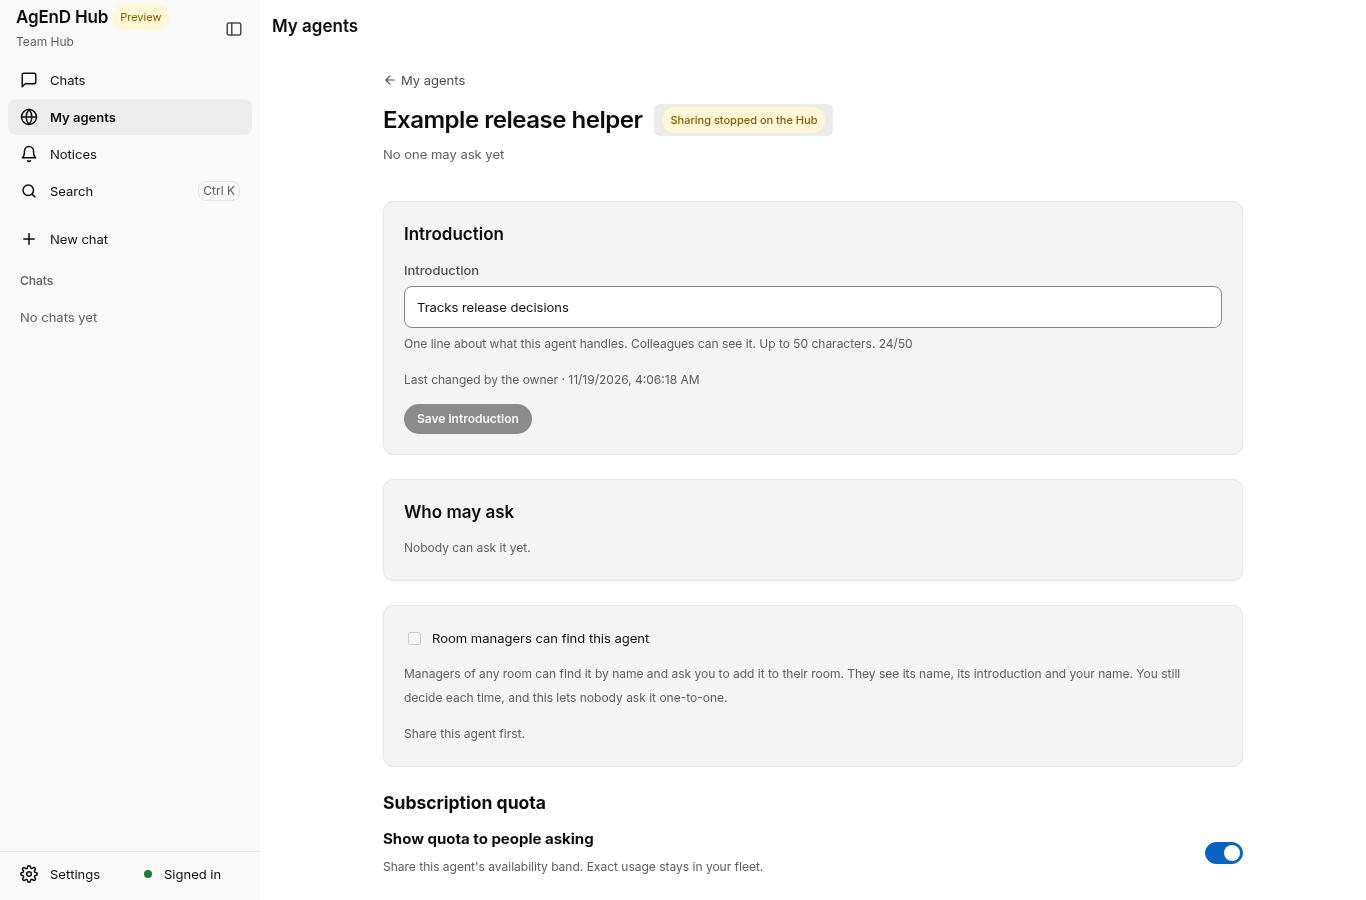 AgEnD Hub Preview
Team Hub
Chats
My agents
Notices
Search Ctrl K
New chat
Chats
No chats yet
Settings
Signed in
My agents
My agents
Example release helper Sharing stopped on the Hub
No one may ask yet
Introduction
Introduction
Tracks release decisions
One line about what this agent handles. Colleagues can see it. Up to 50 characters. 24/50
Last changed by the owner · 11/19/2026, 4:06:18 AM
Save introduction
Who may ask
Nobody can ask it yet.
Room managers can find this agent
Managers of any room can find it by name and ask you to add it to their room. They see its name, its introduction and your name. You still
decide each time, and this lets nobody ask it one-to-one.
Share this agent first.
Subscription quota
Show quota to people asking
Share this agent's availability band. Exact usage stays in your fleet.